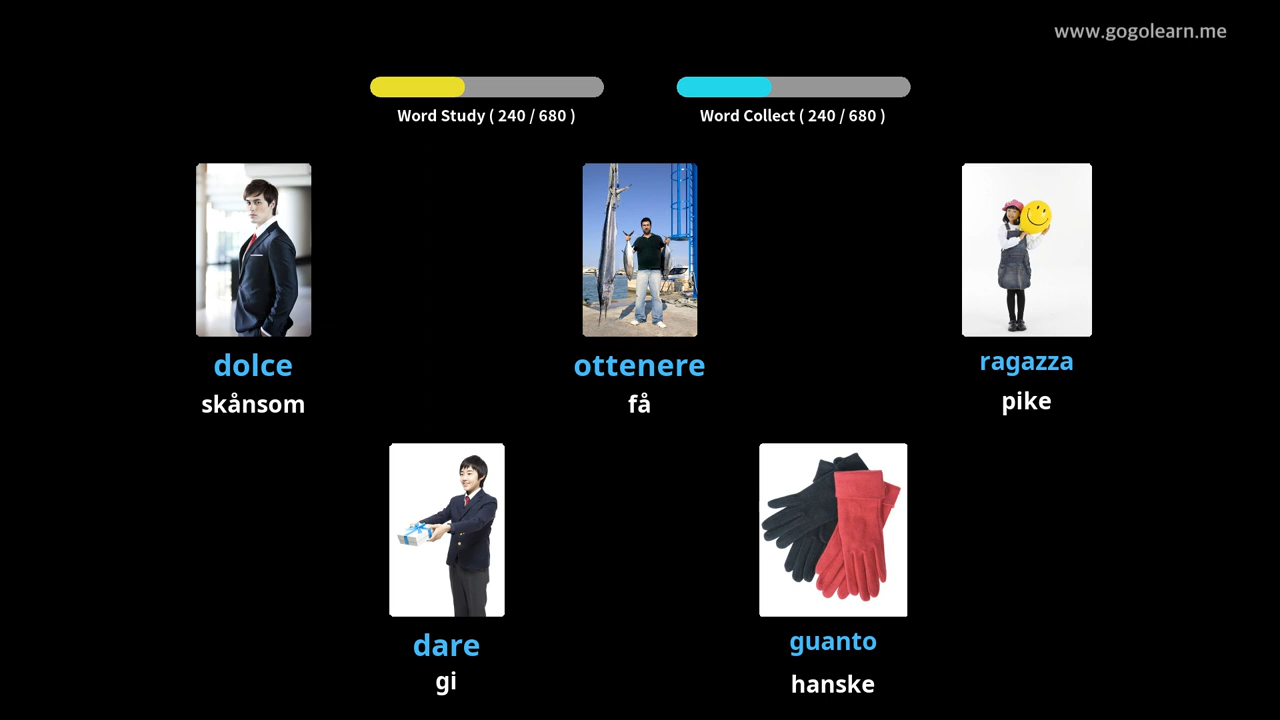 www.gogolearn.me
Word Study ( 240 / 680 )
Word Collect ( 240 / 680 )
dolce
skånsom
ottenere
få
ragazza
pike
dare
gi
guanto
hanske